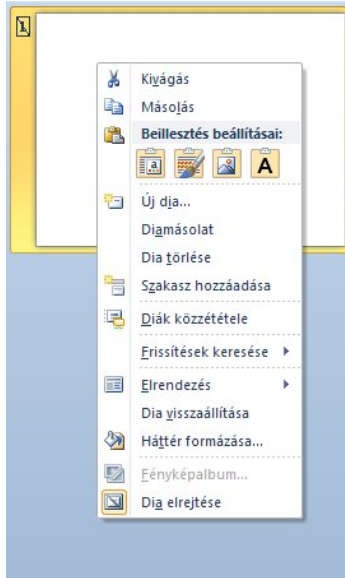 1
Kivágás
Másolás
Beillesztés beállításai:
a A
Új dia...
Diamásolat
Dia törlése
Szakasz hozzáadása
Diák közzététele
Frissítések keresése
Elrendezés
Dia visszaállítása
Háttér formázása...
Fényképalbum...
Dia elrejtése